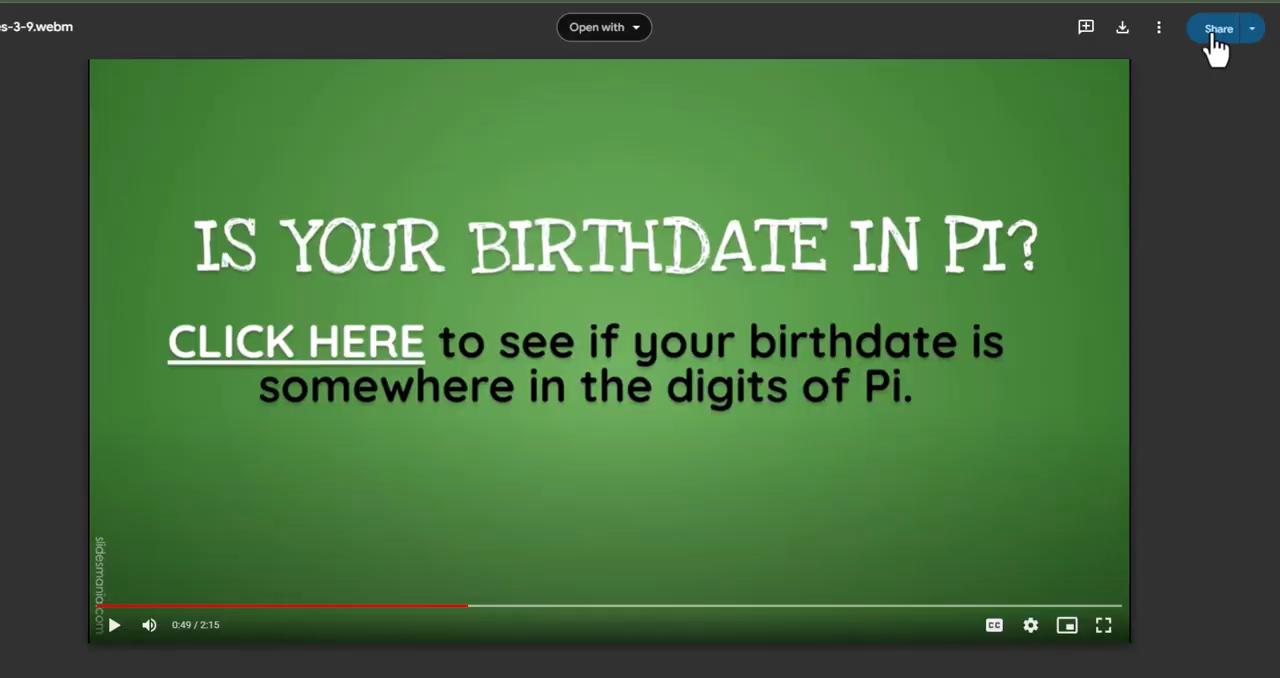 s-3-9.webm
Open with
Share
IS YOUR BIRTHDATE IN PI?
CLICK HERE to see if your birthdate is
somewhere in the digits of Pi.
slidesmania.com
0:49 / 2:15
CC